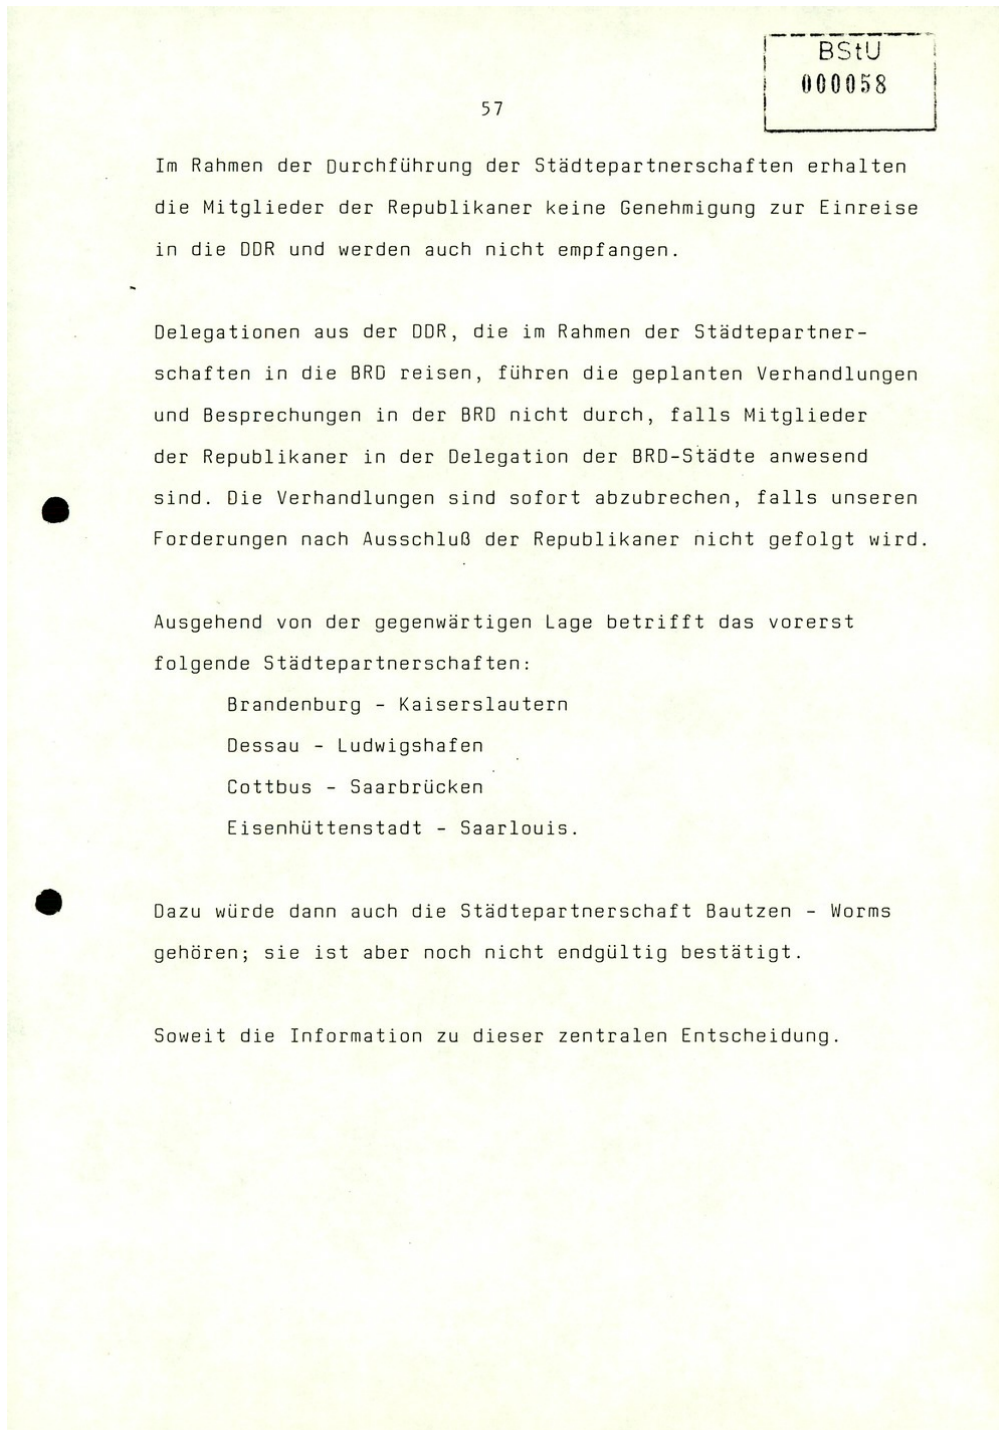 BStU
000058
57
Im Rahmen der Durchführung der Städtepartnerschaften erhalten
die Mitglieder der Republikaner keine Genehmigung zur Einreise
in die DDR und werden auch nicht empfangen.
Delegationen aus der DDR, die im Rahmen der Städtepartner-
schaften in die BRD reisen, führen die geplanten Verhandlungen
und Besprechungen in der BRD nicht durch, falls Mitglieder
der Republikaner in der Delegation der BRD-Städte anwesend
sind. Die Verhandlungen sind sofort abzubrechen, falls unseren
Forderungen nach Ausschluß der Republikaner nicht gefolgt wird.
Ausgehend von der gegenwärtigen Lage betrifft das vorerst
folgende Städtepartnerschaften:
Brandenburg - Kaiserslautern
Dessau - Ludwigshafen
Cottbus - Saarbrücken
Eisenhüttenstadt - Saarlouis.
Dazu würde dann auch die Städtepartnerschaft Bautzen - Worms
gehören; sie ist aber noch nicht endgültig bestätigt.
Soweit die Information zu dieser zentralen Entscheidung.